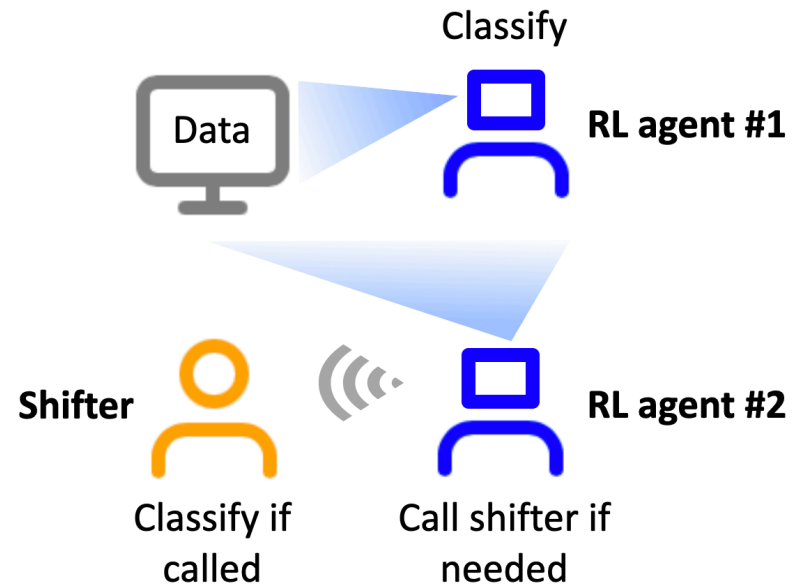 Classify
Data
RL agent #1
Shifter
RL agent #2
Classify if
called
Call shifter if
needed